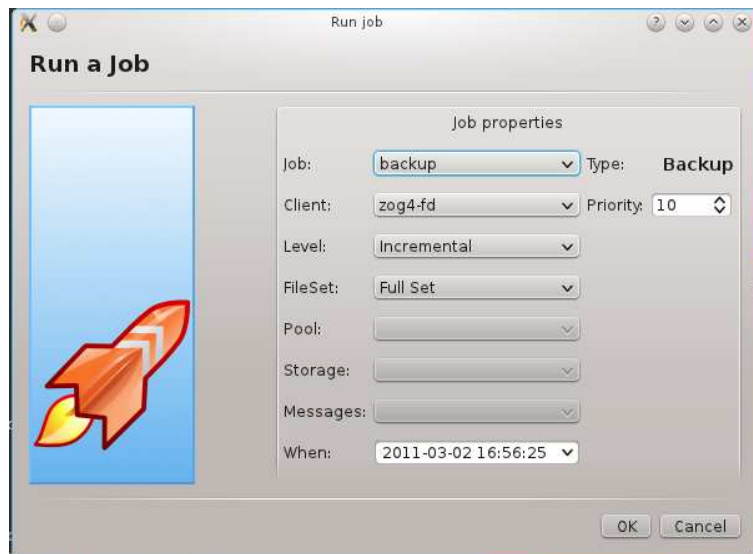 Run job
Run a Job
Job properties
Job: backup Type: Backup
Client: zog4-fd Priority: 10
Level: Incremental
FileSet: Full Set
Pool:
Storage:
Messages:
When: 2011-03-02 16:56:25
OK Cancel